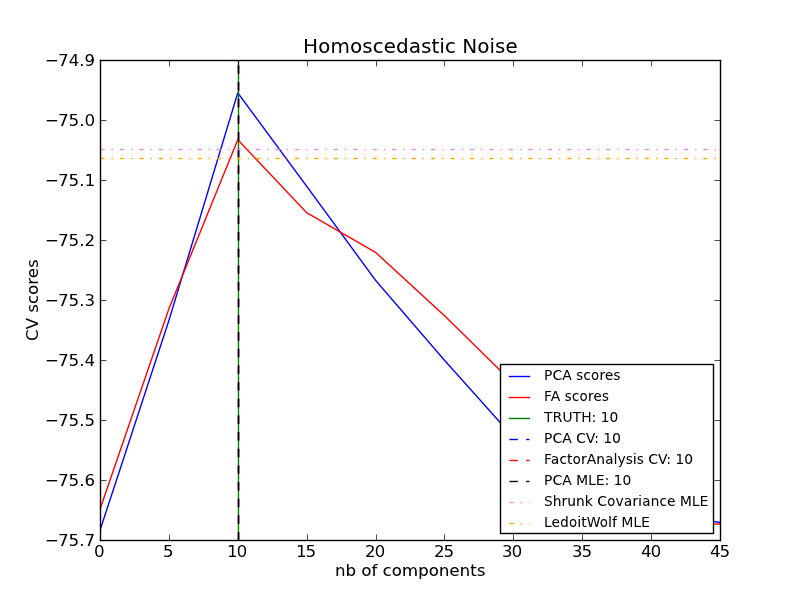 Homoscedastic Noise
−74.9
−75.0
−75.1
−75.2
−75.3
−75.4
−75.5
−75.6
−75.7
CV scores
PCA scores
FA scores
TRUTH: 10
PCA CV: 10
FactorAnalysis CV: 10
PCA MLE: 10
Shrunk Covariance MLE
LedoitWolf MLE
0 5 10 15 20 25 30 35 40 45
nb of components